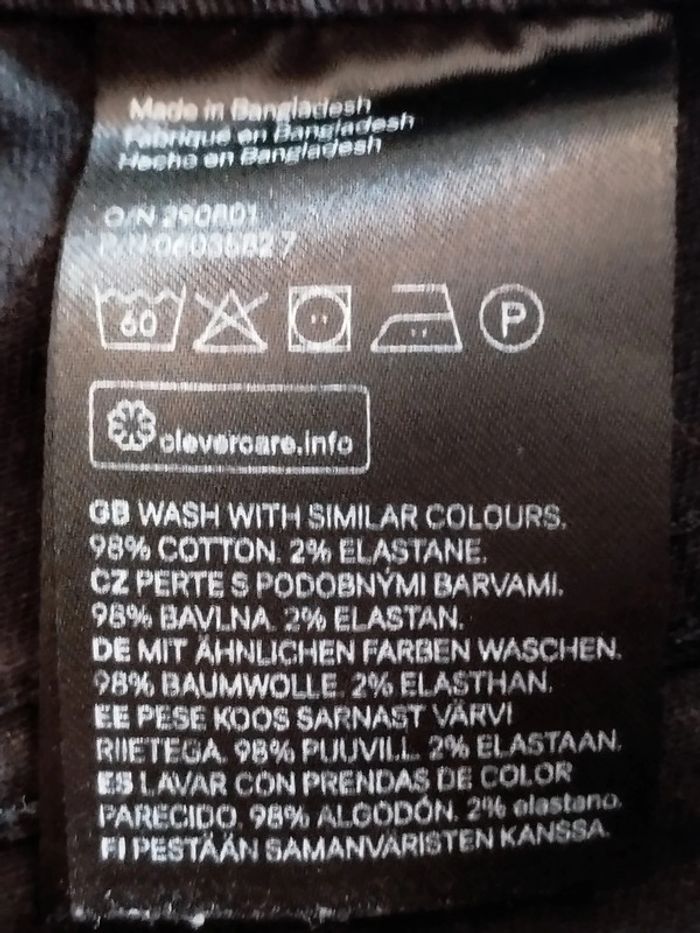 Made in Bangladesh
Fabriqué en Bangladesh
Hecho en Bangladesh
O/N 290801
P/N
60
P
clevercare.info
GB WASH WITH SIMILAR COLOURS.
98% COTTON. 2% ELASTANE.
CZ PERTE S PODOBNÝMI BARVAMI.
98% BAVLNA. 2% ELASTAN.
DE MIT ÄHNLICHEN FARBEN WASCHEN.
98% BAUMWOLLE. 2% ELASTHAN.
EE PESE KOOS SARNAST VÄRVI
RIIETEGA. 98% PUUVILL. 2% ELASTAAN.
ES LAVAR CON PRENDAS DE COLOR
PARECIDO. 98% ALGODÓN. 2% elastano.
FI PESTÄÄN SAMANVÄRISTEN KANSSA.